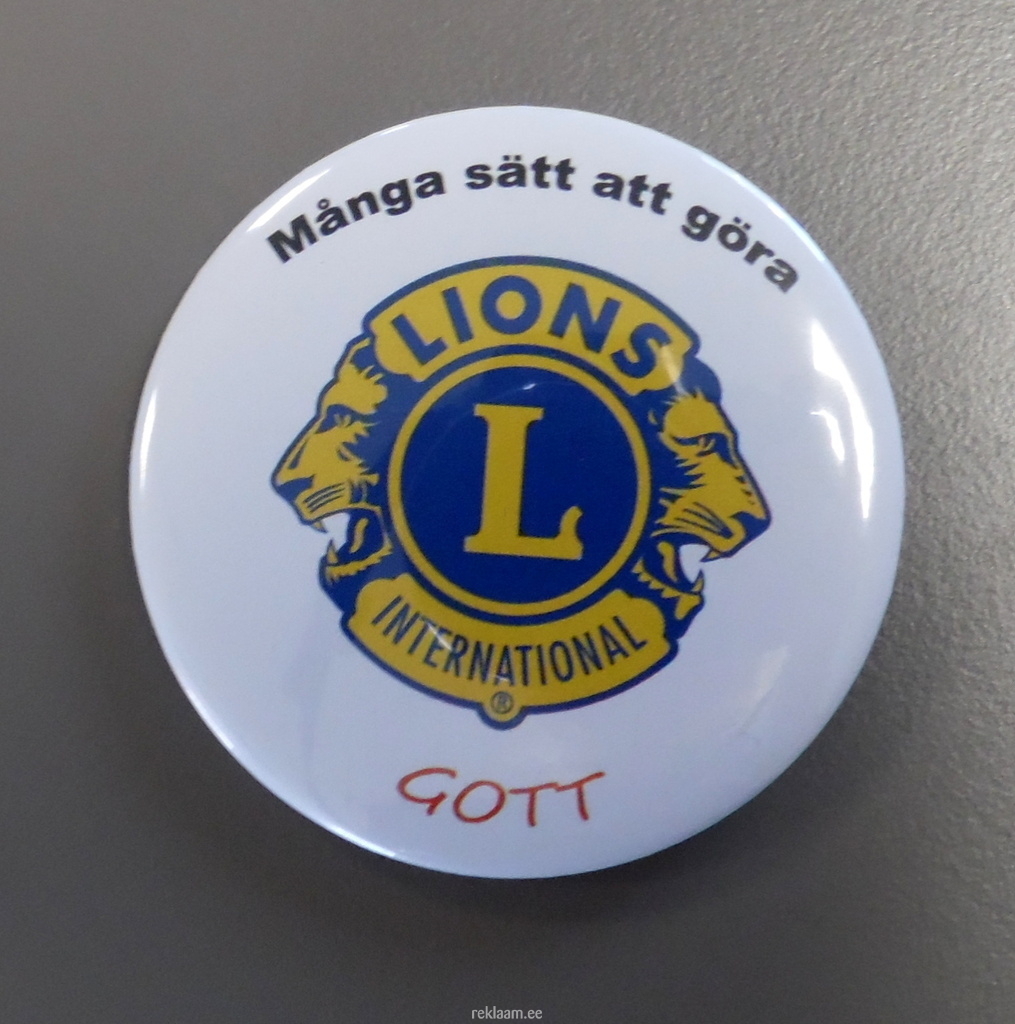 Många sätt att göra
LIONS
L
INTERNATIONAL
®
GOTT
reklaam.ee